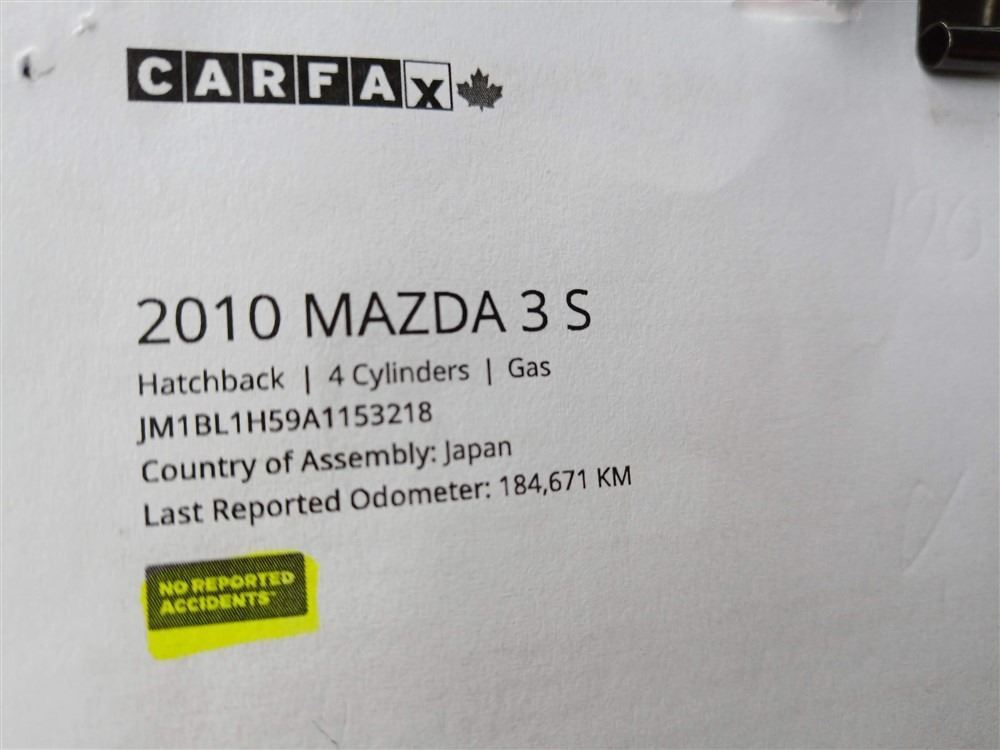 CARFAX
2010 MAZDA 3 S
Hatchback | 4 Cylinders | Gas
JM1BL1H59A1153218
Country of Assembly: Japan
Last Reported Odometer: 184,671 KM
NO REPORTED
ACCIDENTS™